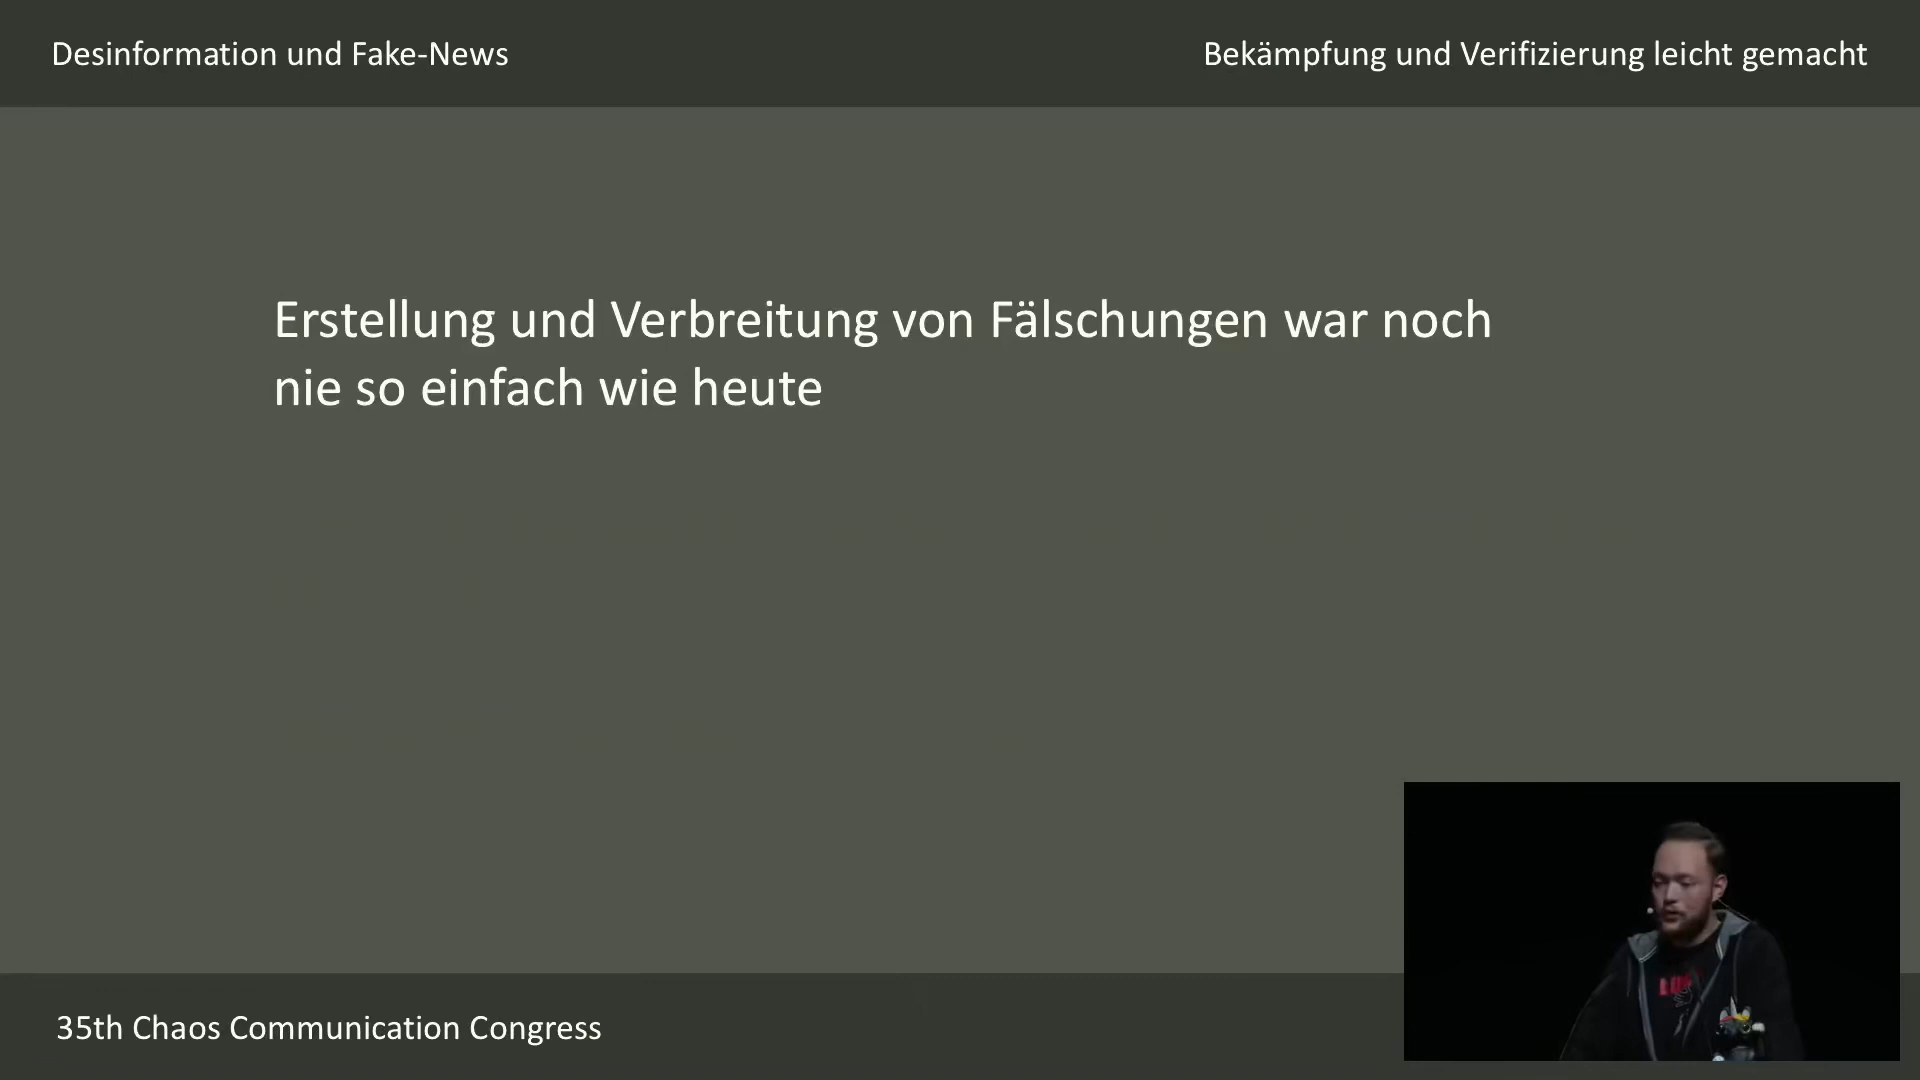 Desinformation und Fake-News
Bekämpfung und Verifizierung leicht gemacht
Erstellung und Verbreitung von Fälschungen war noch
nie so einfach wie heute
35th Chaos Communication Congress